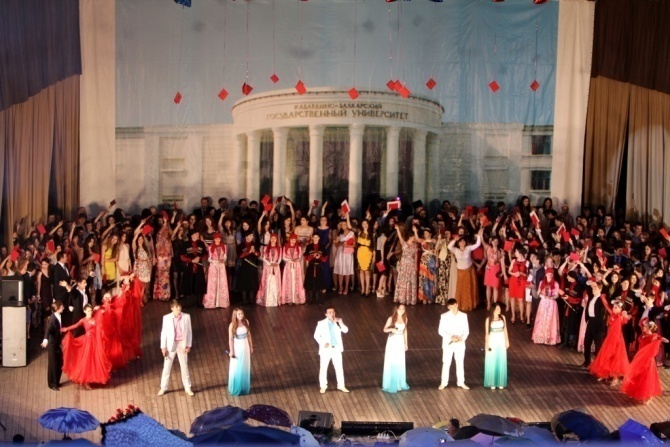 КАБАРДИНО-БАЛКАРСКИЙ
ГОСУДАРСТВЕННЫЙ УНИВЕРСИТЕТ